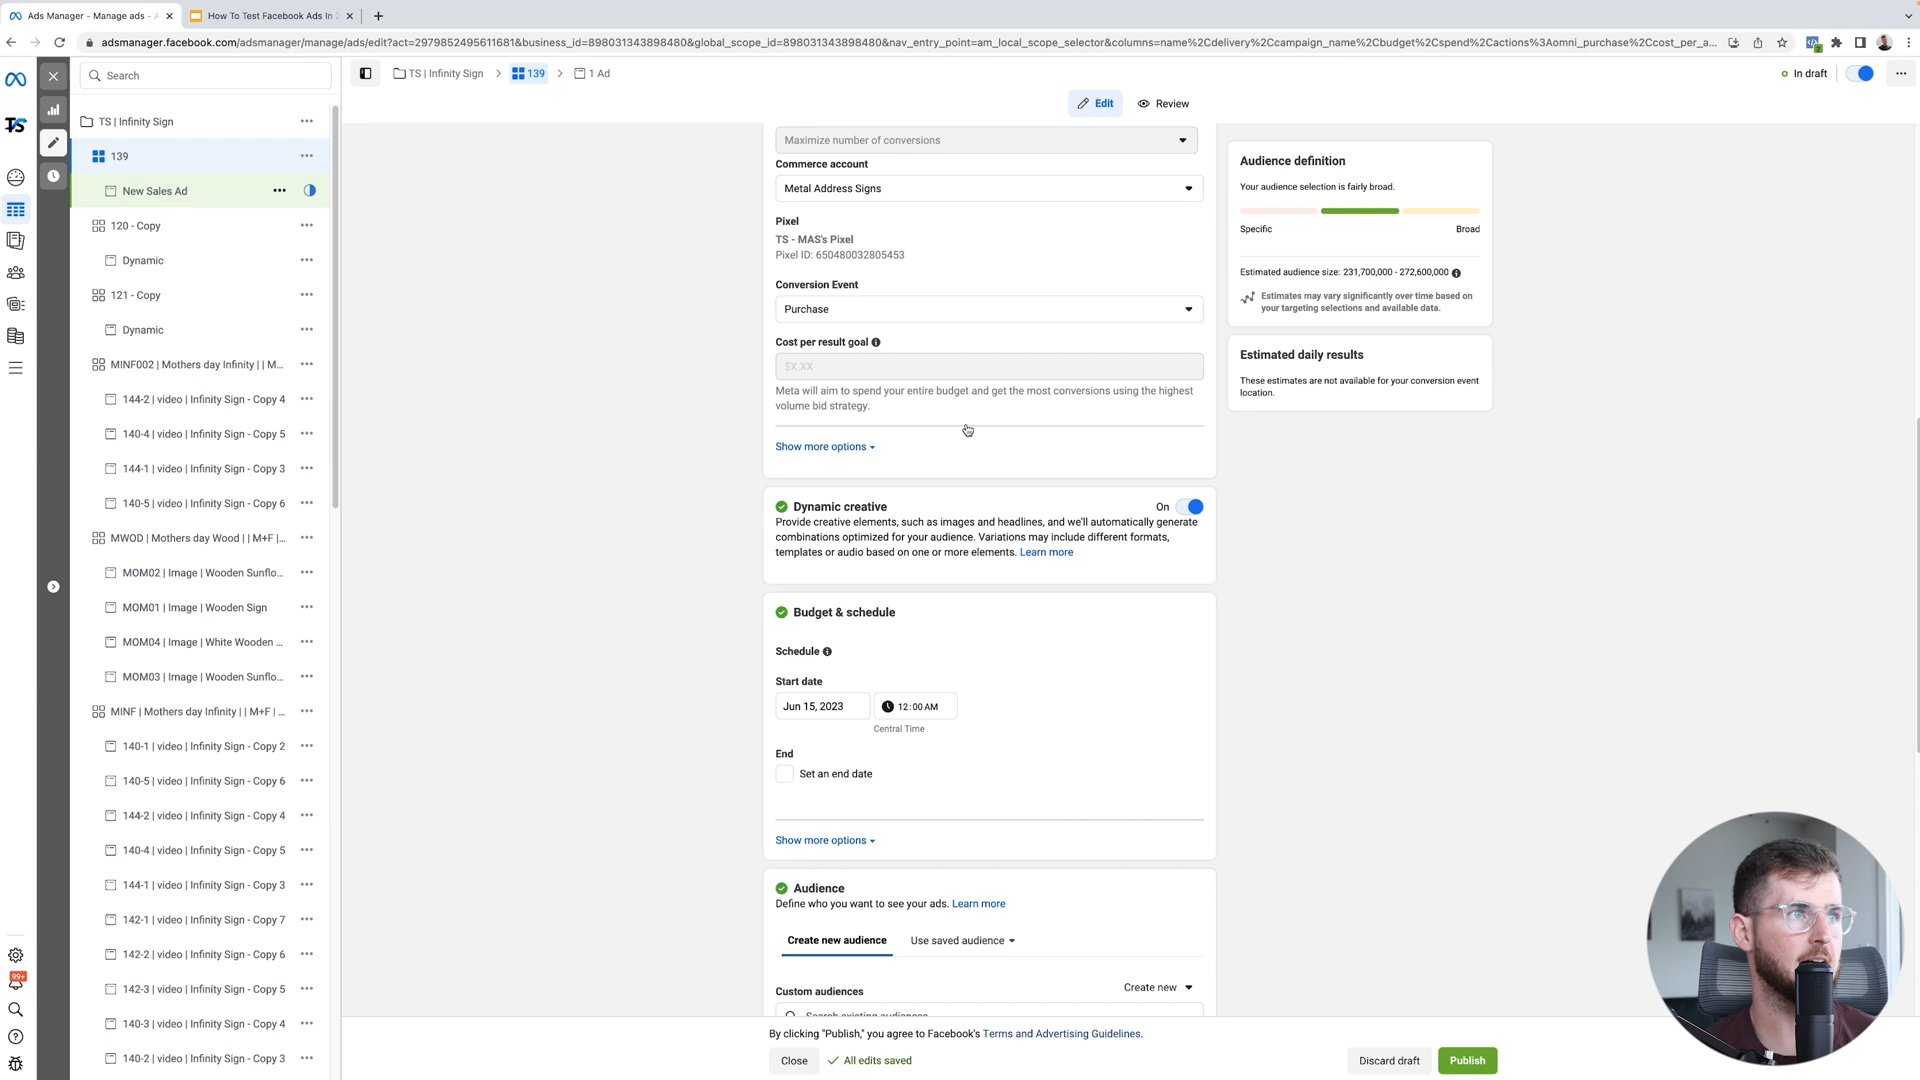 Ads Manager - Manage ads - A
How To Test Facebook Ads In 2
adsmanager.facebook.com/adsmanager/manage/ads/edit?act=2979852495611681&business_id=898031343898480&global_scope_id=898031343898480&nav_entry_point=am_local_scope_selector&columns=name%2Cdelivery%2Ccampaign_name%2Cbudget%2Cspend%2Cactions%3Aomni_purchase%2Ccost_per_a...
Search
TS | Infinity Sign
139
1 Ad
In draft
Edit
Review
TS
TS | Infinity Sign
139
New Sales Ad
120 - Copy
Dynamic
121 - Copy
Dynamic
MINF002 | Mothers day Infinity | | M...
144-2 | video | Infinity Sign - Copy 4
140-4 | video | Infinity Sign - Copy 5
144-1 | video | Infinity Sign - Copy 3
140-5 | video | Infinity Sign - Copy 6
MWOD | Mothers day Wood | | M+F |...
MOM02 | Image | Wooden Sunflo...
MOM01 | Image | Wooden Sign
MOM04 | Image | White Wooden ...
MOM03 | Image | Wooden Sunflo...
MINF | Mothers day Infinity | | M+F | ...
140-1 | video | Infinity Sign - Copy 2
140-5 | video | Infinity Sign - Copy 6
144-2 | video | Infinity Sign - Copy 4
140-4 | video | Infinity Sign - Copy 5
144-1 | video | Infinity Sign - Copy 3
142-1 | video | Infinity Sign - Copy 7
142-2 | video | Infinity Sign - Copy 6
142-3 | video | Infinity Sign - Copy 5
140-3 | video | Infinity Sign - Copy 4
140-2 | video | Infinity Sign - Copy 3
99+
Maximize number of conversions
Commerce account
Metal Address Signs
Pixel
TS - MAS's Pixel
Pixel ID: 650480032805453
Conversion Event
Purchase
Cost per result goal
$X.XX
Meta will aim to spend your entire budget and get the most conversions using the highest
volume bid strategy.
Show more options
Dynamic creative
On
Provide creative elements, such as images and headlines, and we'll automatically generate
combinations optimized for your audience. Variations may include different formats,
templates or audio based on one or more elements. Learn more
Budget & schedule
Schedule
Start date
Jun 15, 2023
12:00 AM
Central Time
End
Set an end date
Show more options
Audience
Define who you want to see your ads. Learn more
Create new audience
Use saved audience
Custom audiences
Create new
Search existing audiences
Audience definition
Your audience selection is fairly broad.
Specific
Broad
Estimated audience size: 231,700,000 - 272,600,000
Estimates may vary significantly over time based on
your targeting selections and available data.
Estimated daily results
These estimates are not available for your conversion event
location.
By clicking "Publish," you agree to Facebook's Terms and Advertising Guidelines.
Close
All edits saved
Discard draft
Publish